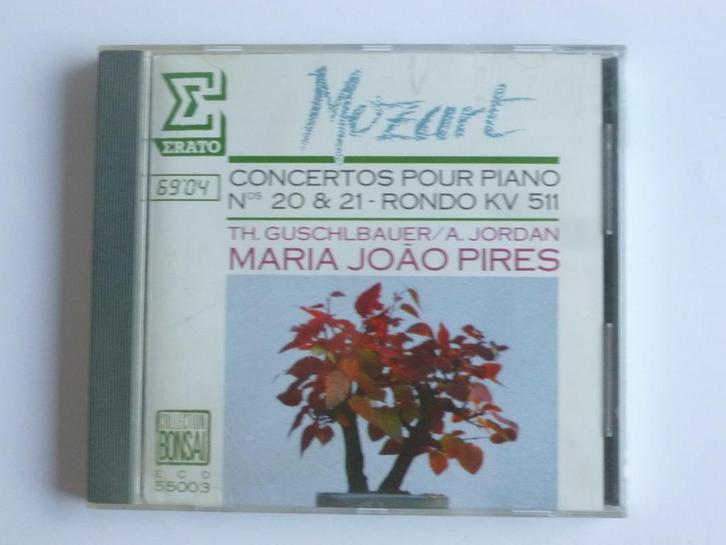 Mozart
ΣRATO
69'04
CONCERTOS POUR PIANO
Nos 20 & 21 - RONDO KV 511
TH. GUSCHLBAUER/A. JORDAN
MARIA JOÃO PIRES
COLLECTION
BONSAI
ECD
55003